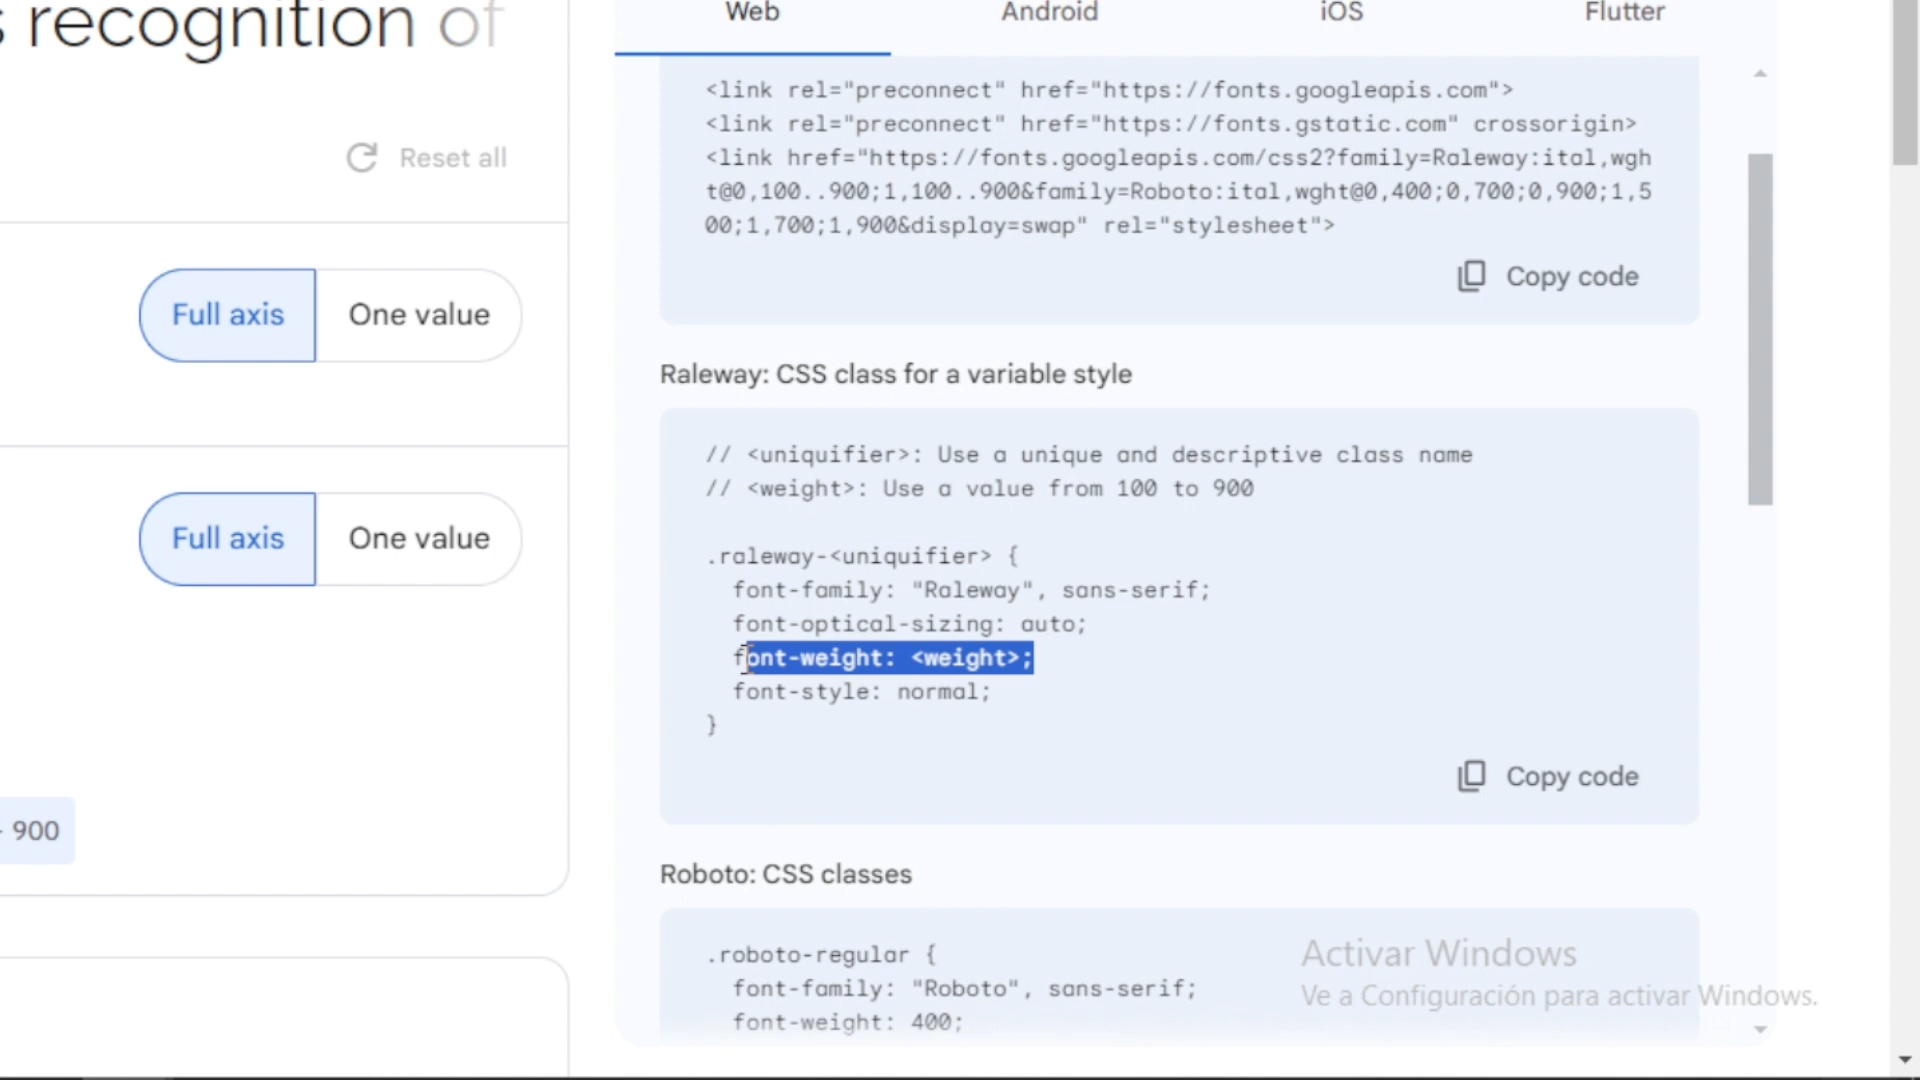 s recognition of
Reset all
Full axis
One value
Full axis
One value
- 900
Web
Android
iOS
Flutter
<link rel="preconnect" href="https://fonts.googleapis.com">
<link rel="preconnect" href="https://fonts.gstatic.com" crossorigin>
<link href="https://fonts.googleapis.com/css2?family=Raleway:ital,wgh
t@0,100..900;1,100..900&family=Roboto:ital,wght@0,400;0,700;0,900;1,5
00;1,700;1,900&display=swap" rel="stylesheet">
Copy code
Raleway: CSS class for a variable style
// <uniquifier>: Use a unique and descriptive class name
// <weight>: Use a value from 100 to 900
.raleway-<uniquifier> {
font-family: "Raleway", sans-serif;
font-optical-sizing: auto;
font-weight: <weight>;
font-style: normal;
}
Copy code
Roboto: CSS classes
.roboto-regular {
font-family: "Roboto", sans-serif;
font-weight: 400;
Activar Windows
Ve a Configuración para activar Windows.